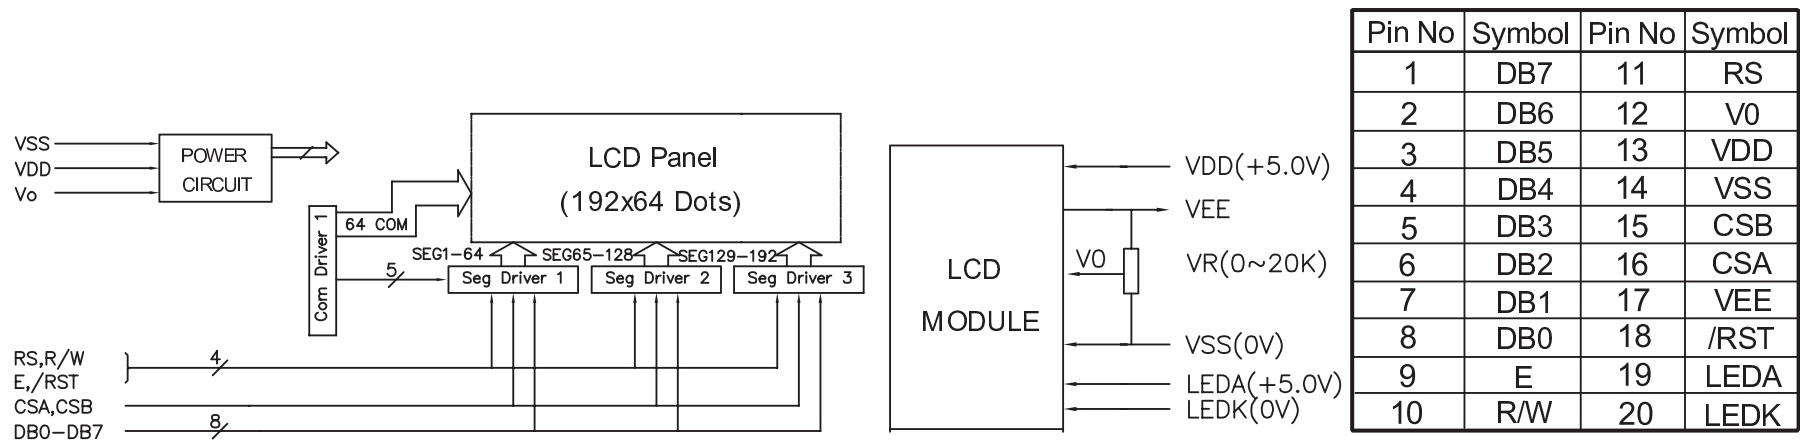 VSS
VDD
Vo
POWER
CIRCUIT
LCD Panel
(192x64 Dots)
64 COM
Com Driver 1
SEG1-64
SEG65-128
SEG129-192
5
Seg Driver 1
Seg Driver 2
Seg Driver 3
RS,R/W
E,/RST
4
CSA,CSB
DB0-DB7
8
LCD
MODULE
VDD(+5.0V)
VEE
V0
VR(0~20K)
VSS(0V)
LEDA(+5.0V)
LEDK(0V)
Pin No Symbol Pin No Symbol
1 DB7 11 RS
2 DB6 12 V0
3 DB5 13 VDD
4 DB4 14 VSS
5 DB3 15 CSB
6 DB2 16 CSA
7 DB1 17 VEE
8 DB0 18 /RST
9 E 19 LEDA
10 R/W 20 LEDK